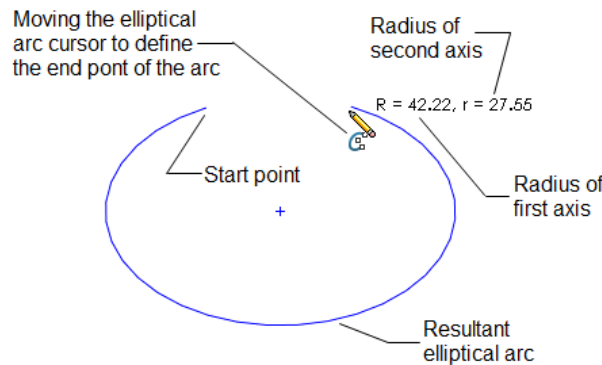 Moving the elliptical
arc cursor to define
the end pont of the arc
Radius of
second axis
R = 42.22, r = 27.55
Start point
Radius of
first axis
Resultant
elliptical arc